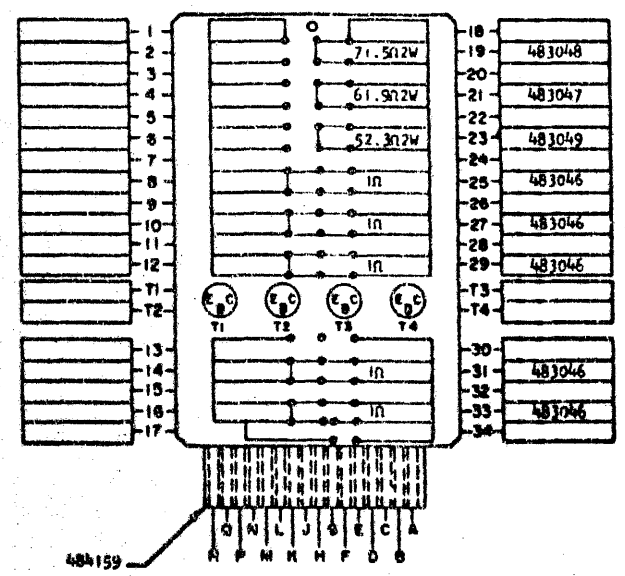 1 18
2 71.5Ω2W 19 483048
3 20
4 61.9Ω2W 21 483047
5 22
6 52.3Ω2W 23 483049
7 24
8 1Ω 25 483046
9 26
10 1Ω 27 483046
11 28
12 1Ω 29 483046
T1 E B C E B C E B C E C T3
T2 T1 T2 T3 T4 T4
13 30
14 1Ω 31 483046
15 32
16 1Ω 33 483046
17 34
N L J E C A
P M K H F D B
484159